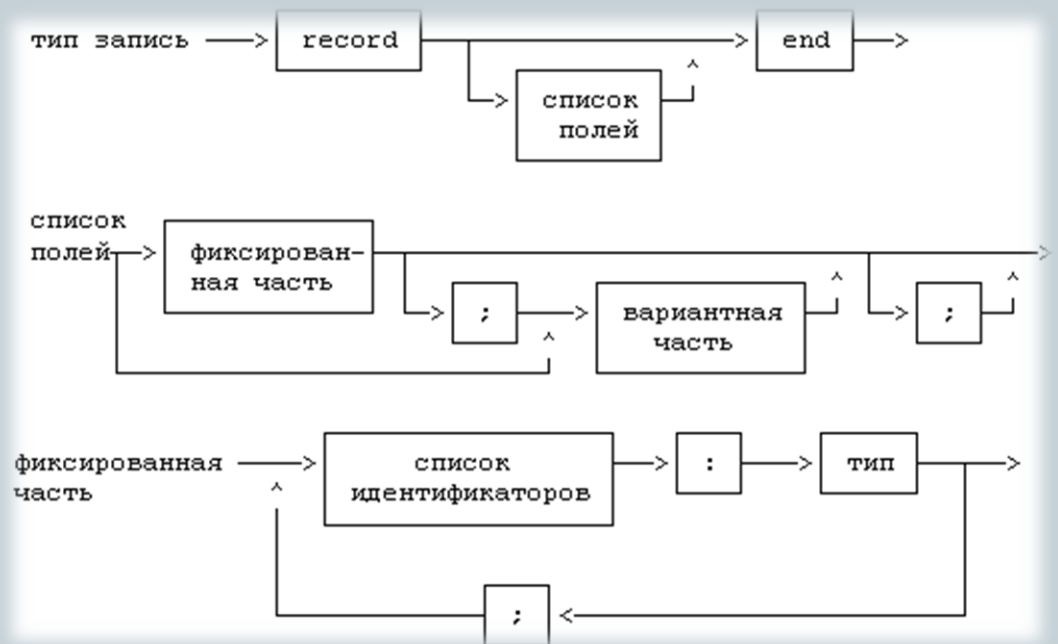 тип запись record end
список
полей
список
полей
фиксирован-
ная часть
;
вариантная
часть
;
фиксированная
часть
список
идентификаторов
:
тип
;